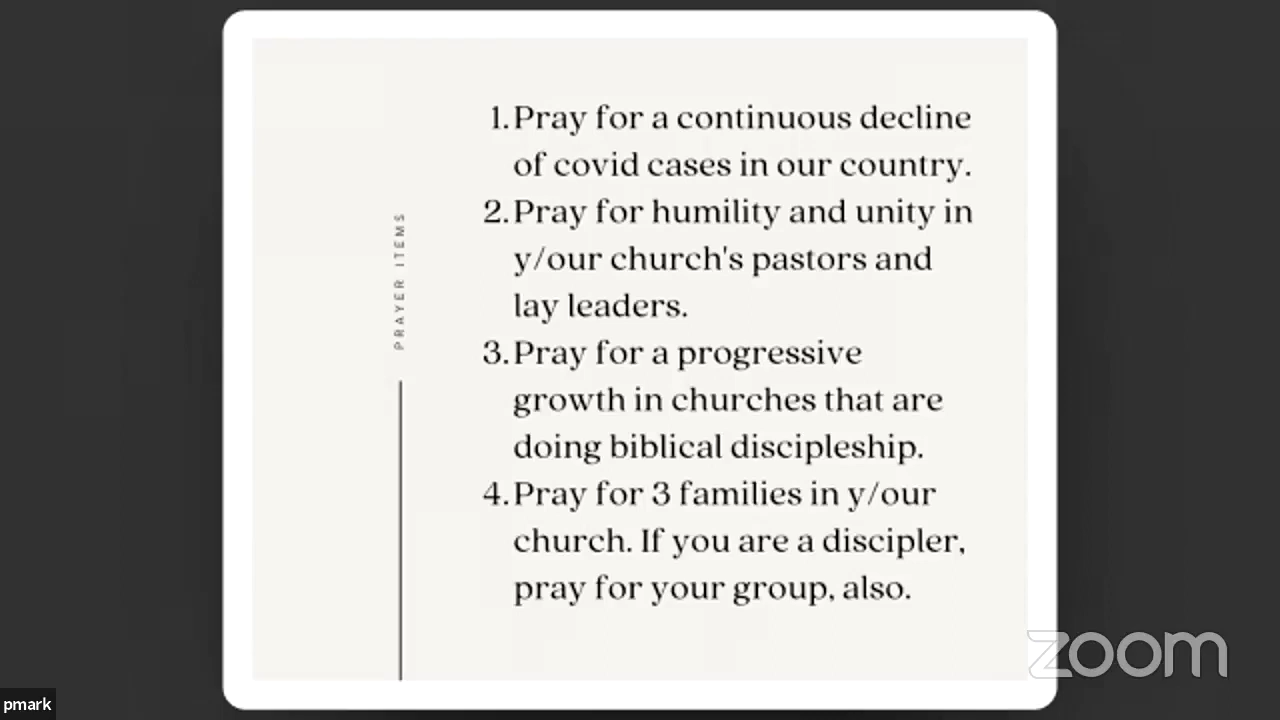 PRAYER ITEMS
1. Pray for a continuous decline
of covid cases in our country.
2. Pray for humility and unity in
y/our church's pastors and
lay leaders.
3. Pray for a progressive
growth in churches that are
doing biblical discipleship.
4. Pray for 3 families in y/our
church. If you are a discipler,
pray for your group, also.
zoom
pmark